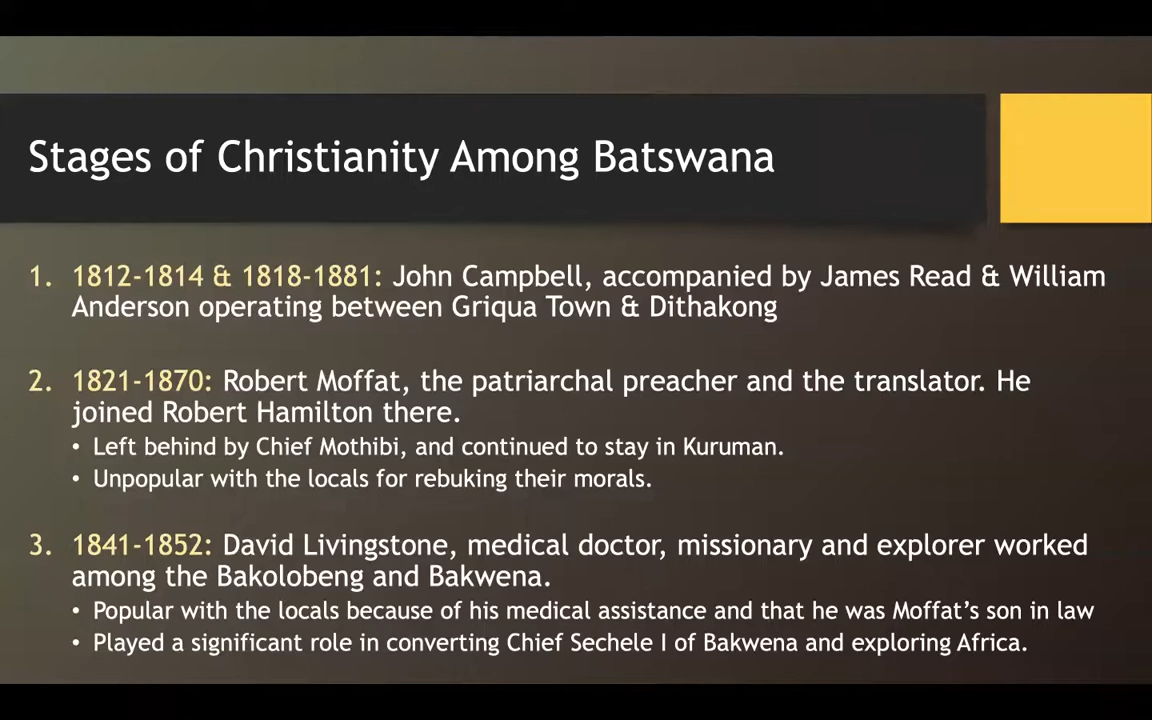 Stages of Christianity Among Batswana
1. 1812-1814 & 1818-1881: John Campbell, accompanied by James Read & William
Anderson operating between Griqua Town & Dithakong
2. 1821-1870: Robert Moffat, the patriarchal preacher and the translator. He
joined Robert Hamilton there.
• Left behind by Chief Mothibi, and continued to stay in Kuruman.
• Unpopular with the locals for rebuking their morals.
3. 1841-1852: David Livingstone, medical doctor, missionary and explorer worked
among the Bakolobeng and Bakwena.
• Popular with the locals because of his medical assistance and that he was Moffat’s son in law
• Played a significant role in converting Chief Sechele I of Bakwena and exploring Africa.